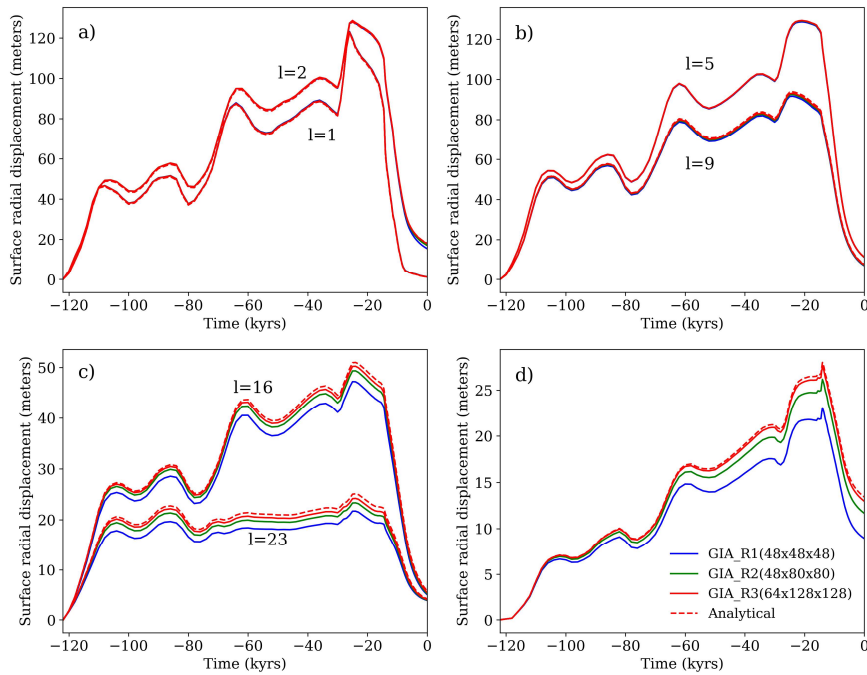 a)
Surface radial displacement (meters)
120
100
80
60
40
20
0
l=2
l=1
−120 −100 −80 −60 −40 −20 0
Time (kyrs)
b)
Surface radial displacement (meters)
120
100
80
60
40
20
0
l=5
l=9
−120 −100 −80 −60 −40 −20 0
Time (kyrs)
c)
Surface radial displacement (meters)
50
40
30
20
10
0
l=16
l=23
−120 −100 −80 −60 −40 −20 0
Time (kyrs)
d)
Surface radial displacement (meters)
25
20
15
10
5
0
GIA_R1(48x48x48)
GIA_R2(48x80x80)
GIA_R3(64x128x128)
Analytical
−120 −100 −80 −60 −40 −20 0
Time (kyrs)